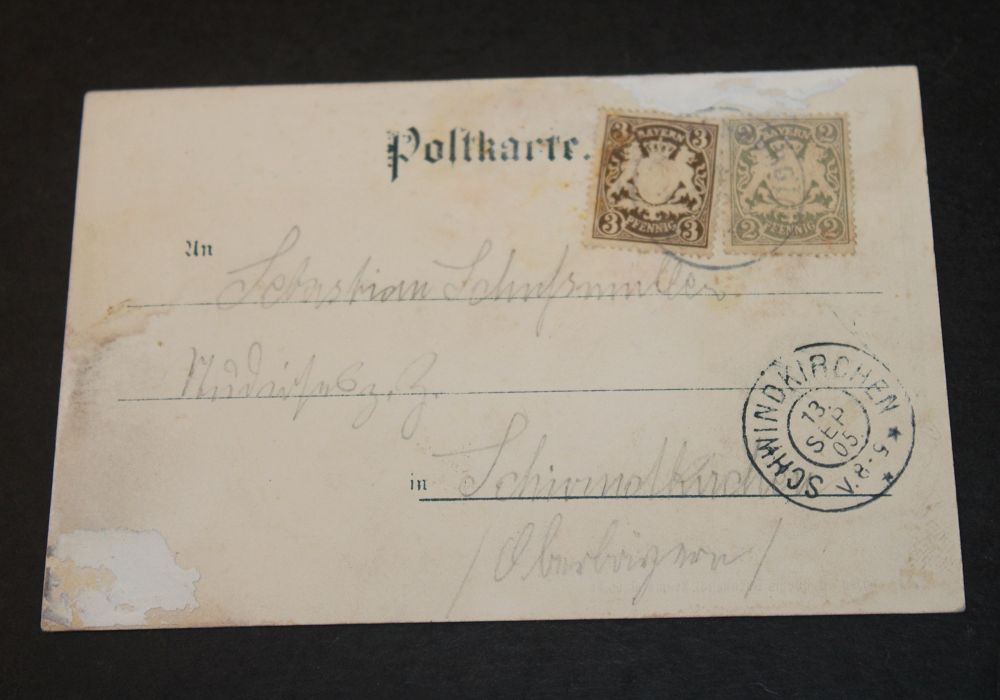 Postkarte.
3 BAYERN 3
3 PFENNIG 3
2 BAYERN 2
2 PFENNIG 2
An
Sebastian
SCHWINDKIRCHEN
13.
SEP
05
V. 8-9
in Schwindkirchen
/Oberbayern/